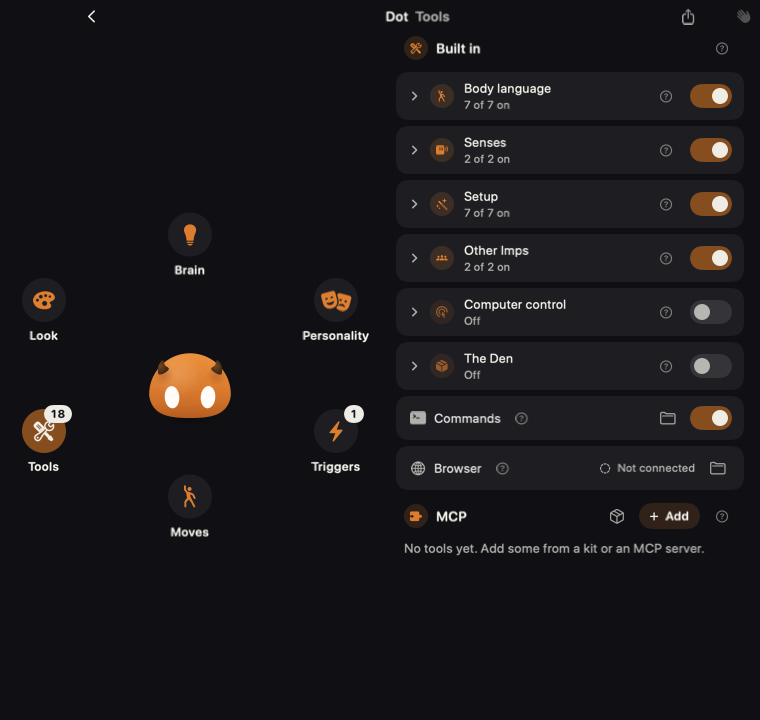 Dot Tools
Built in
Body language
7 of 7 on
Senses
2 of 2 on
Setup
7 of 7 on
Other Imps
2 of 2 on
Computer control
Off
The Den
Off
Commands
Browser
Not connected
MCP
+ Add
No tools yet. Add some from a kit or an MCP server.
Brain
Look
Personality
18
Tools
1
Triggers
Moves